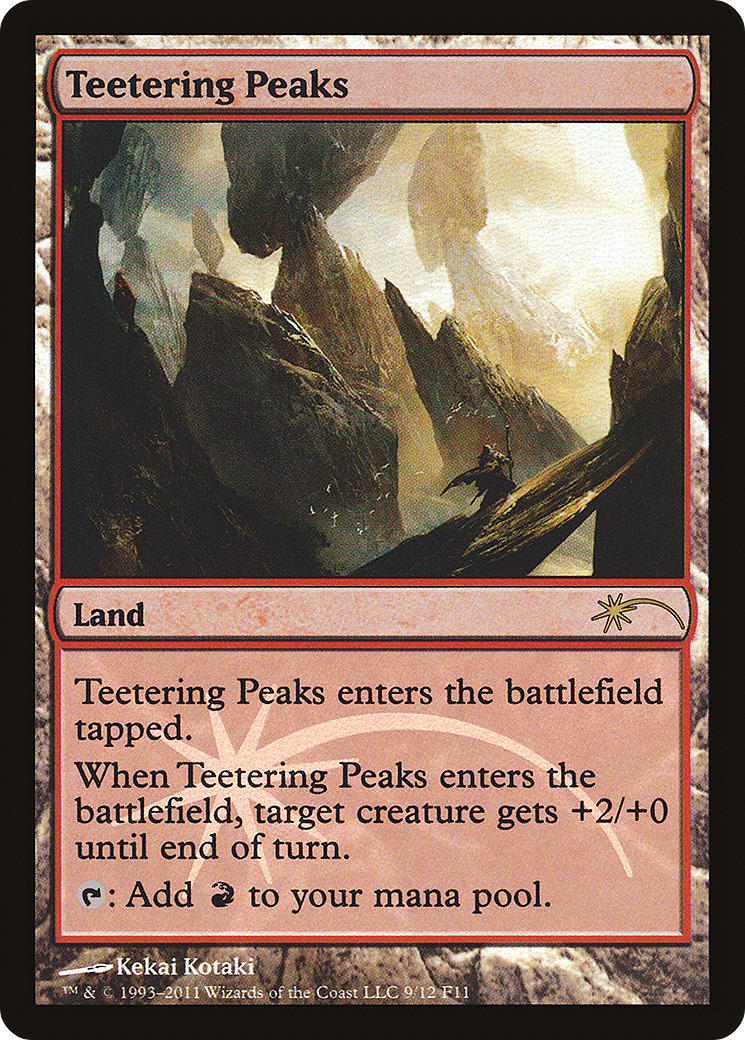 Teetering Peaks
Land
Teetering Peaks enters the battlefield
tapped.
When Teetering Peaks enters the
battlefield, target creature gets +2/+0
until end of turn.
: Add to your mana pool.
Kekai Kotaki
™ & © 1993–2011 Wizards of the Coast LLC 9/12 F11